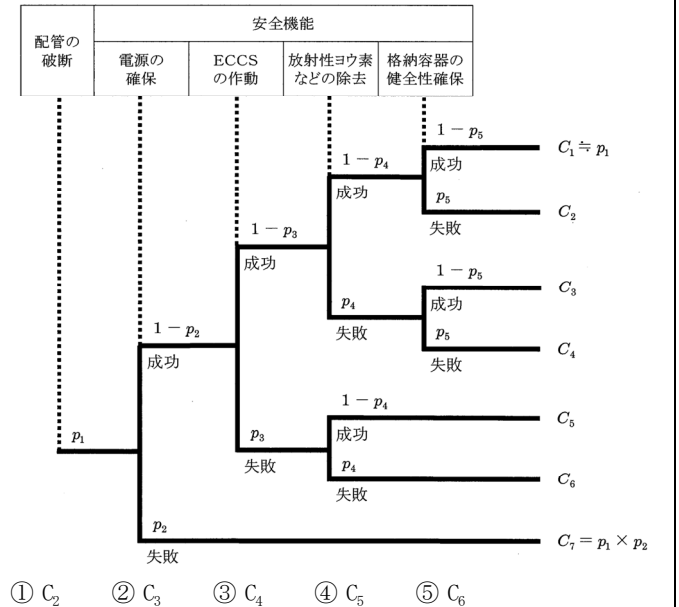 安全機能
配管の
破断
電源の
確保
ECCS
の作動
放射性ヨウ素
などの除去
格納容器の
健全性確保
1 − p₅
成功
C₁ ≒ p₁
1 − p₄
成功
p₅
失敗
C₂
1 − p₃
成功
1 − p₅
成功
C₃
p₄
失敗
p₅
失敗
C₄
1 − p₂
成功
1 − p₄
成功
C₅
p₁
p₃
失敗
p₄
失敗
C₆
p₂
失敗
C₇ = p₁ × p₂
① C₂ ② C₃ ③ C₄ ④ C₅ ⑤ C₆